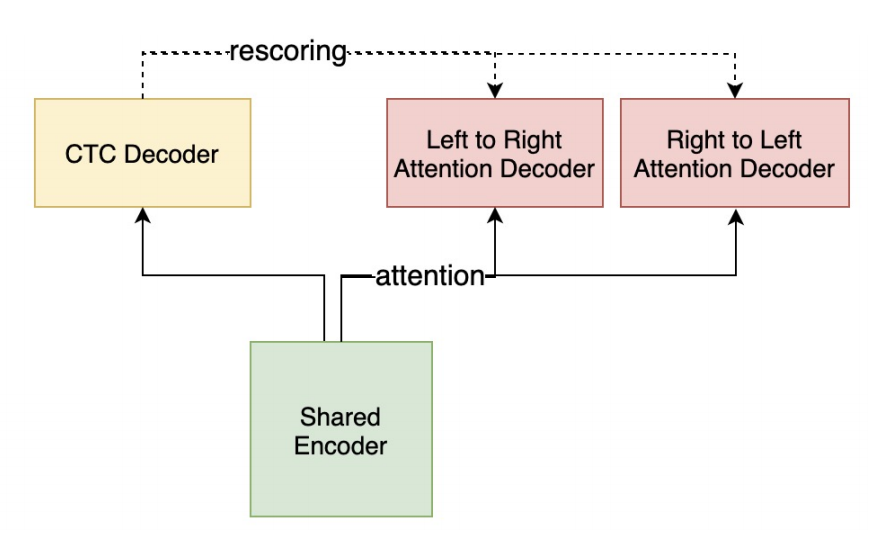 rescoring
CTC Decoder
Left to Right
Attention Decoder
Right to Left
Attention Decoder
attention
Shared
Encoder